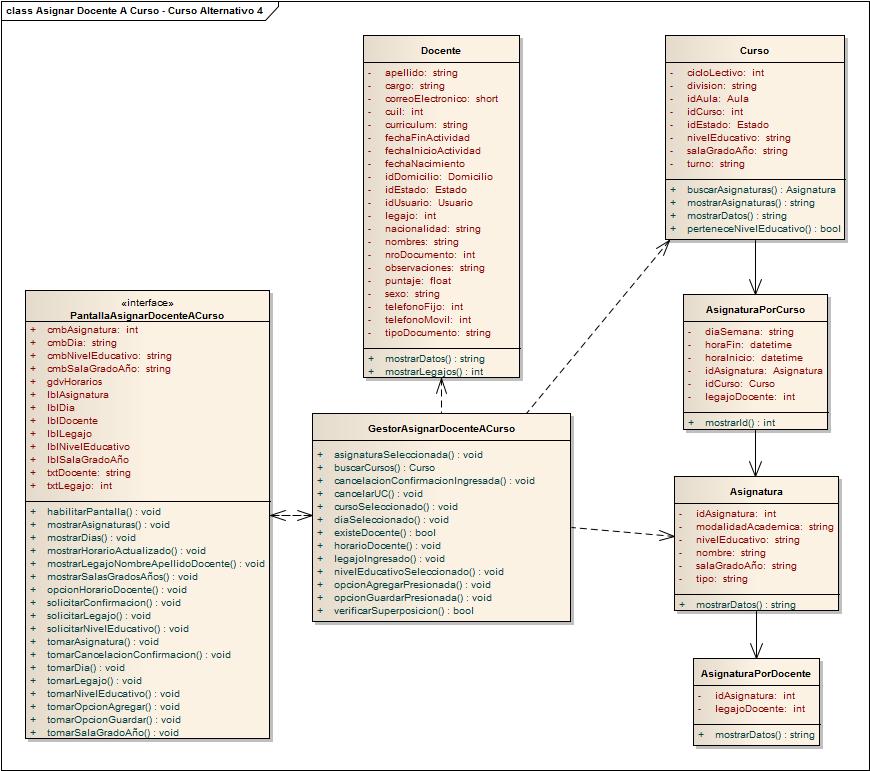 class Asignar Docente A Curso - Curso Alternativo 4
Docente
- apellido: string
- cargo: string
- correoElectronico: short
- cuil: int
- curriculum: string
- fechaFinActividad
- fechaInicioActividad
- fechaNacimiento
- idDomicilio: Domicilio
- idEstado: Estado
- idUsuario: Usuario
- legajo: int
- nacionalidad: string
- nombres: string
- nroDocumento: int
- observaciones: string
- puntaje: float
- sexo: string
- telefonoFijo: int
- telefonoMovil: int
- tipoDocumento: string
+ mostrarDatos() : string
+ mostrarLegajos() : int
Curso
- cicloLectivo: int
- division: string
- idAula: Aula
- idCurso: int
- idEstado: Estado
- nivelEducativo: string
- salaGradoAño: string
- turno: string
+ buscarAsignaturas() : Asignatura
+ mostrarAsignaturas() : string
+ mostrarDatos() : string
+ perteneceNivelEducativo() : bool
«interface»
PantallaAsignarDocenteACurso
+ cmbAsignatura: int
+ cmbDia: string
+ cmbNivelEducativo: string
+ cmbSalaGradoAño: string
+ gdvHorarios
+ lblAsignatura
+ lblDia
+ lblDocente
+ lblLegajo
+ lblNivelEducativo
+ lblSalaGradoAño
+ txtDocente: string
+ txtLegajo: int
+ habilitarPantalla() : void
+ mostrarAsignaturas() : void
+ mostrarDias() : void
+ mostrarHorarioActualizado() : void
+ mostrarLegajoNombreApellidoDocente() : void
+ mostrarSalasGradosAños() : void
+ opcionHorarioDocente() : void
+ solicitarConfirmacion() : void
+ solicitarLegajo() : void
+ solicitarNivelEducativo() : void
+ tomarAsignatura() : void
+ tomarCancelacionConfirmacion() : void
+ tomarDia() : void
+ tomarLegajo() : void
+ tomarNivelEducativo() : void
+ tomarOpcionAgregar() : void
+ tomarOpcionGuardar() : void
+ tomarSalaGradoAño() : void
GestorAsignarDocenteACurso
+ asignaturaSeleccionada() : void
+ buscarCursos() : Curso
+ cancelacionConfirmacionIngresada() : void
+ cancelarUC() : void
+ cursoSeleccionado() : void
+ diaSeleccionado() : void
+ existeDocente() : bool
+ horarioDocente() : void
+ legajoIngresado() : void
+ nivelEducativoSeleccionado() : void
+ opcionAgregarPresionada() : void
+ opcionGuardarPresionada() : void
+ verificarSuperposicion() : bool
AsignaturaPorCurso
- diaSemana: string
- horaFin: datetime
- horaInicio: datetime
- idAsignatura: Asignatura
- idCurso: Curso
- legajoDocente: int
+ mostrarId() : int
Asignatura
- idAsignatura: int
- modalidadAcademica: string
- nivelEducativo: string
- nombre: string
- salaGradoAño: string
- tipo: string
+ mostrarDatos() : string
AsignaturaPorDocente
- idAsignatura: int
- legajoDocente: int
+ mostrarDatos() : string